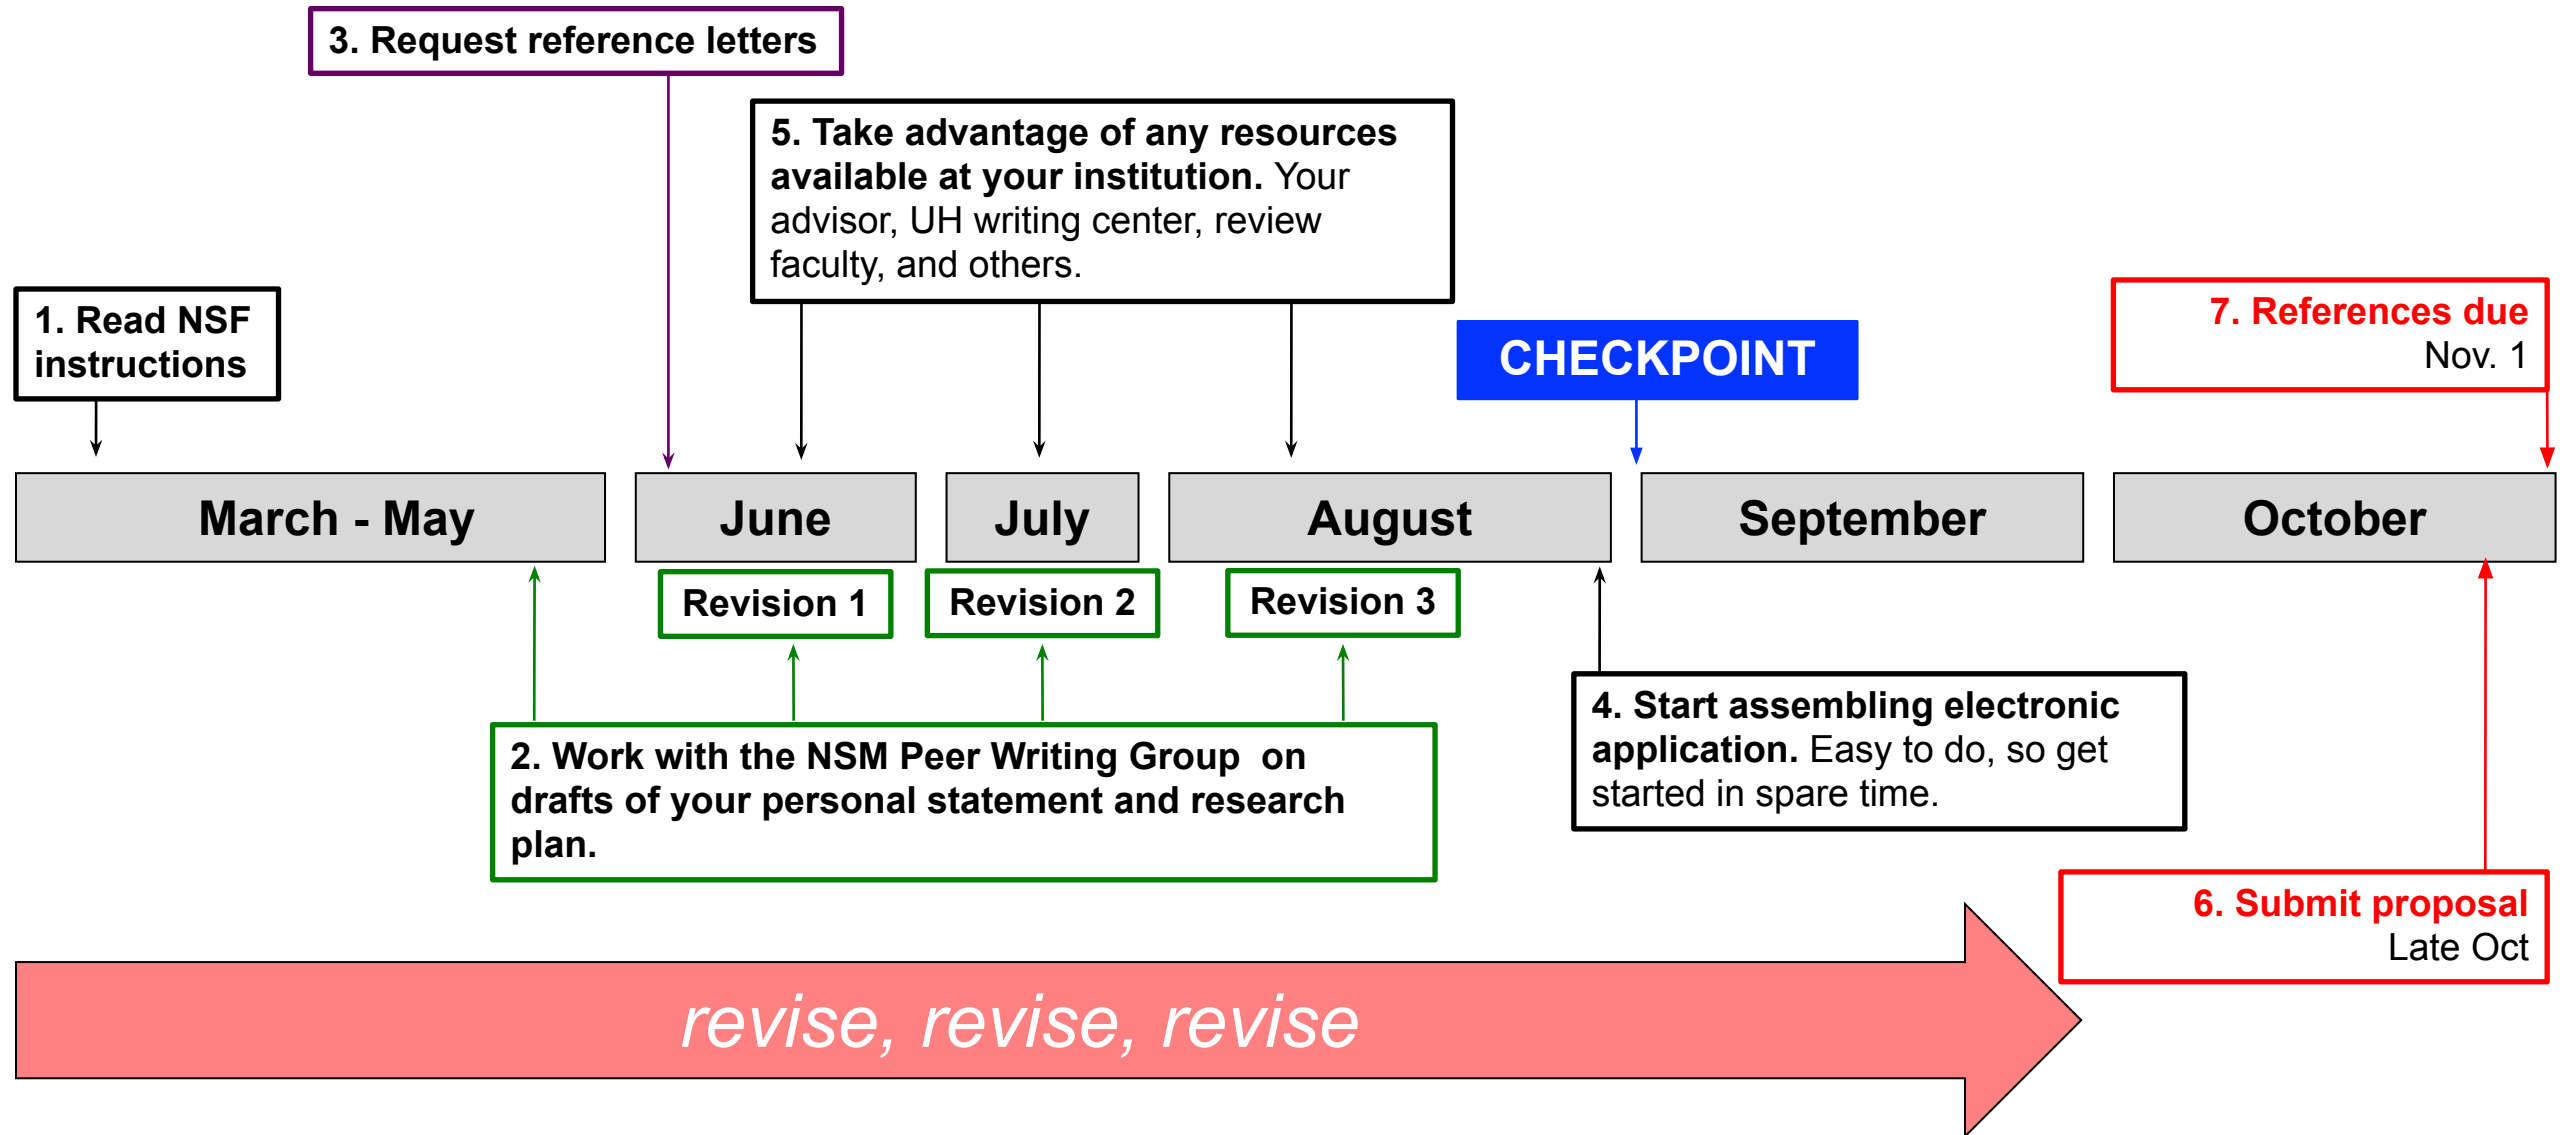 3. Request reference letters
5. Take advantage of any resources
available at your institution. Your
advisor, UH writing center, review
faculty, and others.
1. Read NSF
instructions
CHECKPOINT
7. References due
Nov. 1
March - May
June
July
August
September
October
Revision 1
Revision 2
Revision 3
2. Work with the NSM Peer Writing Group  on
drafts of your personal statement and research
plan.
4. Start assembling electronic
application. Easy to do, so get
started in spare time.
6. Submit proposal
Late Oct
revise, revise, revise